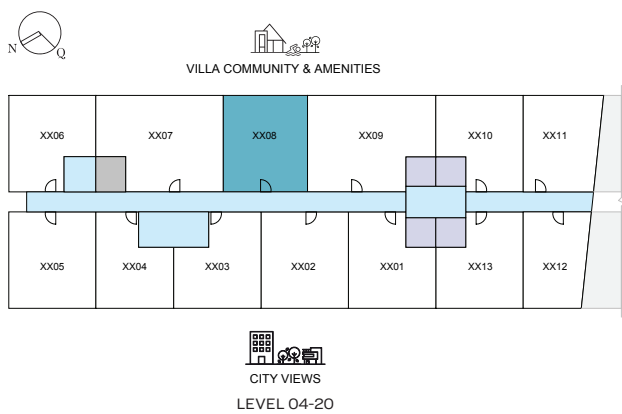 N
Q
VILLA COMMUNITY & AMENITIES
XX06 XX07 XX08 XX09 XX10 XX11
XX05 XX04 XX03 XX02 XX01 XX13 XX12
CITY VIEWS
LEVEL 04-20